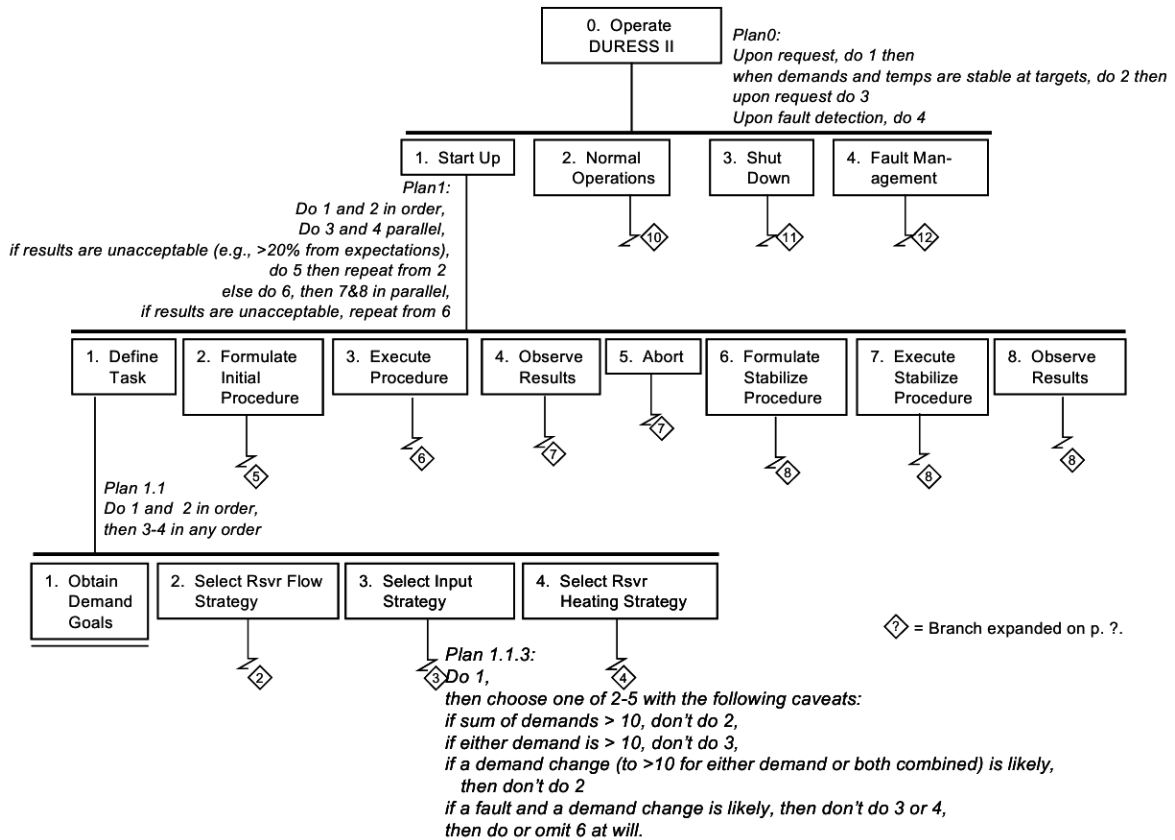 0. Operate
DURESS II
Plan0:
Upon request, do 1 then
when demands and temps are stable at targets, do 2 then
upon request do 3
Upon fault detection, do 4
1. Start Up
2. Normal
Operations
3. Shut
Down
4. Fault Man-
agement
10
11
12
Plan1:
Do 1 and 2 in order,
Do 3 and 4 parallel,
if results are unacceptable (e.g., >20% from expectations),
do 5 then repeat from 2
else do 6, then 7&8 in parallel,
if results are unacceptable, repeat from 6
1. Define
Task
2. Formulate
Initial
Procedure
3. Execute
Procedure
4. Observe
Results
5. Abort
6. Formulate
Stabilize
Procedure
7. Execute
Stabilize
Procedure
8. Observe
Results
5
6
7
7
8
8
8
Plan 1.1
Do 1 and 2 in order,
then 3-4 in any order
1. Obtain
Demand
Goals
2. Select Rsvr Flow
Strategy
3. Select Input
Strategy
4. Select Rsvr
Heating Strategy
2
3
4
? = Branch expanded on p. ?.
Plan 1.1.3:
Do 1,
then choose one of 2-5 with the following caveats:
if sum of demands > 10, don't do 2,
if either demand is > 10, don't do 3,
if a demand change (to >10 for either demand or both combined) is likely,
then don't do 2
if a fault and a demand change is likely, then don't do 3 or 4,
then do or omit 6 at will.